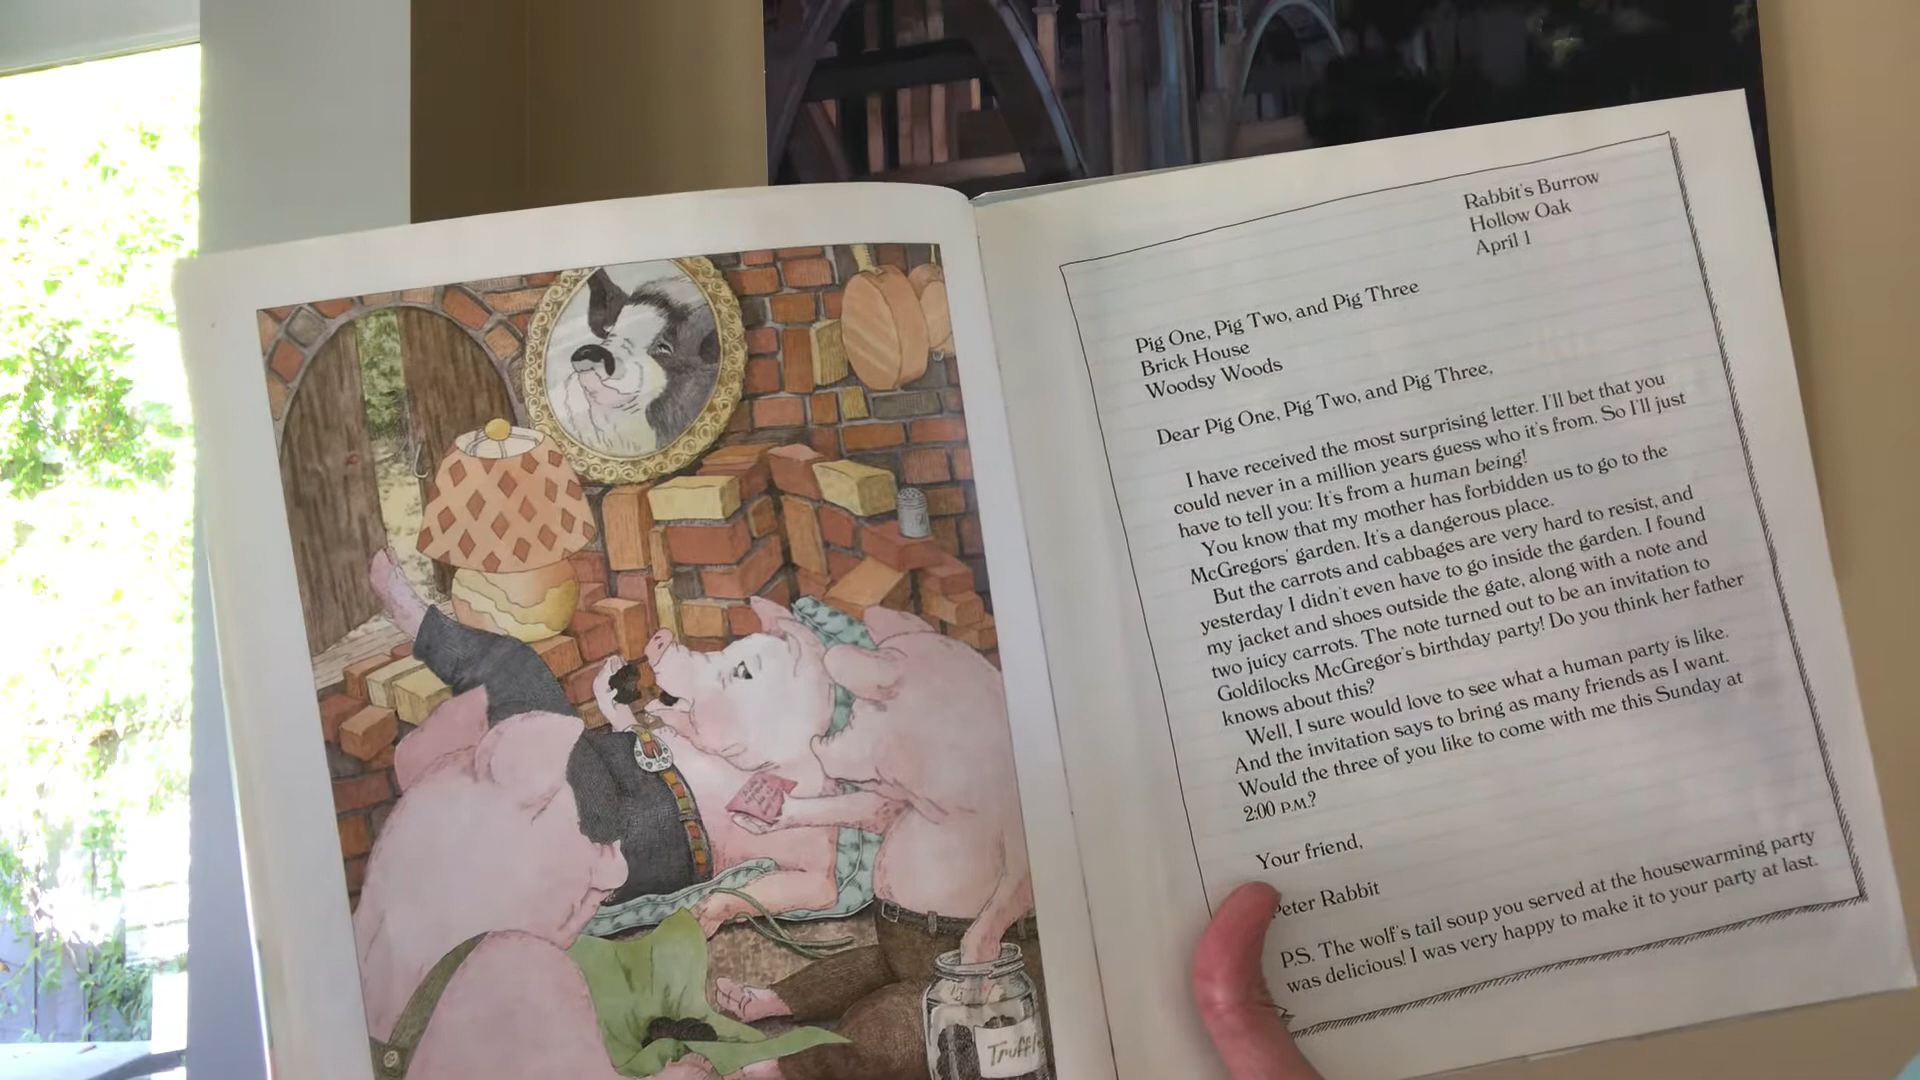 Rabbit's Burrow
Hollow Oak
April 1
Pig One, Pig Two, and Pig Three
Brick House
Woodsy Woods
Dear Pig One, Pig Two, and Pig Three,
I have received the most surprising letter. I'll bet that you
could never in a million years guess who it's from. So I'll just
have to tell you: It's from a human being!
You know that my mother has forbidden us to go to the
McGregors' garden. It's a dangerous place.
But the carrots and cabbages are very hard to resist, and
yesterday I didn't even have to go inside the garden. I found
my jacket and shoes outside the gate, along with a note and
two juicy carrots. The note turned out to be an invitation to
Goldilocks McGregor's birthday party! Do you think her father
knows about this?
Well, I sure would love to see what a human party is like.
And the invitation says to bring as many friends as I want.
Would the three of you like to come with me this Sunday at
2:00 P.M.?
Your friend,
Peter Rabbit
P.S. The wolf's tail soup you served at the housewarming party
was delicious! I was very happy to make it to your party at last.
Truffl